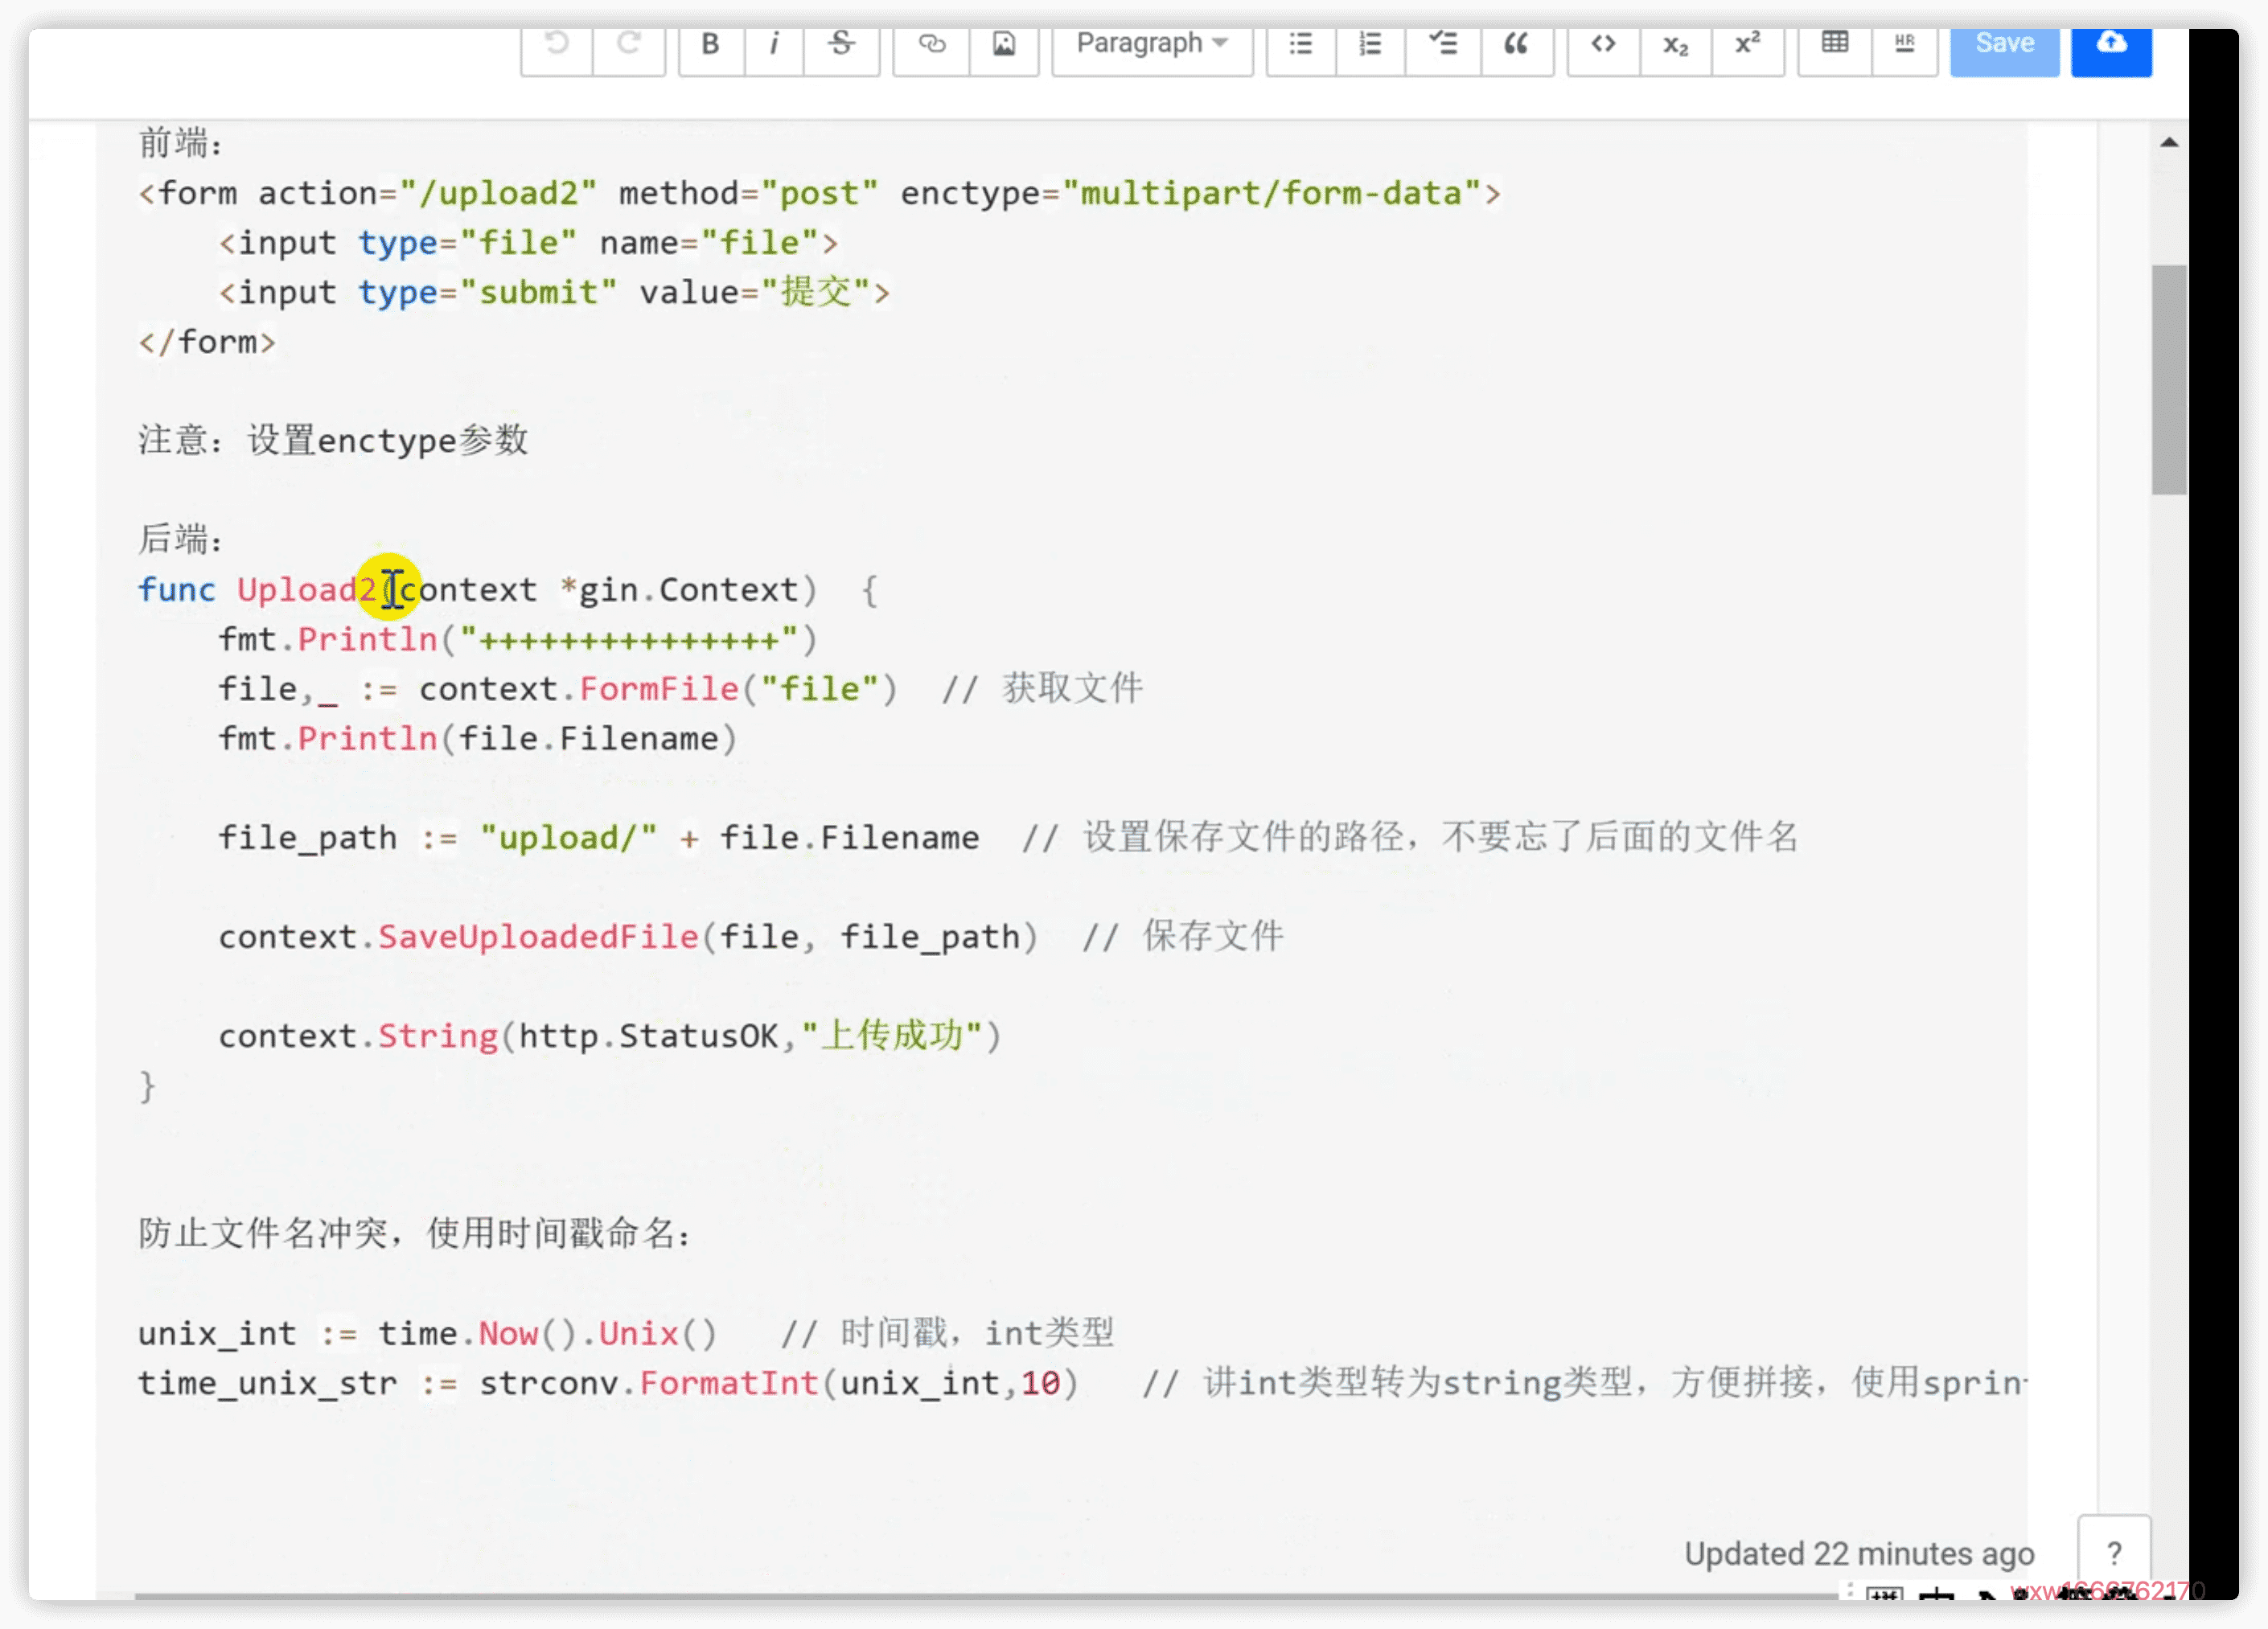 B i S Paragraph x₂ x² HR Save
前端：
<form action="/upload2" method="post" enctype="multipart/form-data">
<input type="file" name="file">
<input type="submit" value="提交">
</form>
注意：设置enctype参数
后端：
func Upload2(context *gin.Context) {
fmt.Println("+++++++++++++++")
file,_ := context.FormFile("file") // 获取文件
fmt.Println(file.Filename)
file_path := "upload/" + file.Filename // 设置保存文件的路径，不要忘了后面的文件名
context.SaveUploadedFile(file, file_path) // 保存文件
context.String(http.StatusOK,"上传成功")
}
防止文件名冲突，使用时间戳命名：
unix_int := time.Now().Unix() // 时间戳，int类型
time_unix_str := strconv.FormatInt(unix_int,10) // 讲int类型转为string类型，方便拼接，使用sprin
Updated 22 minutes ago ?
wxw1666762170